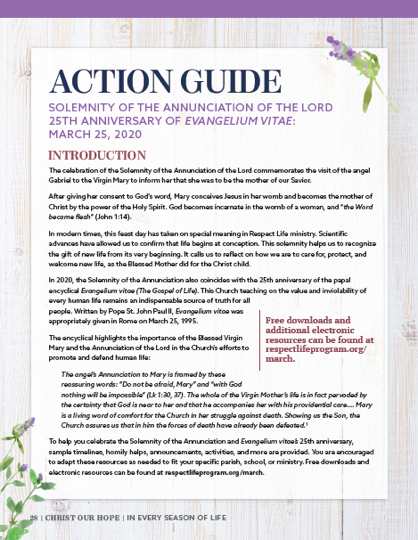 ACTION GUIDE
SOLEMNITY OF THE ANNUNCIATION OF THE LORD
25TH ANNIVERSARY OF EVANGELIUM VITAE:
MARCH 25, 2020
INTRODUCTION
The celebration of the Solemnity of the Annunciation of the Lord commemorates the visit of the angel
Gabriel to the Virgin Mary to inform her that she was to be the mother of our Savior.
After giving her consent to God's word, Mary conceives Jesus in her womb and becomes the mother of
Christ by the power of the Holy Spirit. God becomes incarnate in the womb of a woman, and "the Word
became flesh" (John 1:14).
In modern times, this feast day has taken on special meaning in Respect Life ministry. Scientific
advances have allowed us to confirm that life begins at conception. This solemnity helps us to recognize
the gift of new life from its very beginning. It calls us to reflect on how we are to care for, protect, and
welcome new life, as the Blessed Mother did for the Christ child.
In 2020, the Solemnity of the Annunciation also coincides with the 25th anniversary of the papal
encyclical Evangelium vitae (The Gospel of Life). This Church teaching on the value and inviolability of
every human life remains an indispensable source of truth for all
people. Written by Pope St. John Paul II, Evangelium vitae was
appropriately given in Rome on March 25, 1995.
The encyclical highlights the importance of the Blessed Virgin
Mary and the Annunciation of the Lord in the Church's efforts to
promote and defend human life:
Free downloads and
additional electronic
resources can be found at
respectlifeprogram.org/
march.
The angel's Annunciation to Mary is framed by these
reassuring words: "Do not be afraid, Mary" and "with God
nothing will be impossible" (Lk 1:30, 37). The whole of the Virgin Mother's life is in fact pervaded by
the certainty that God is near to her and that he accompanies her with his providential care.... Mary
is a living word of comfort for the Church in her struggle against death. Showing us the Son, the
Church assures us that in him the forces of death have already been defeated.¹
To help you celebrate the Solemnity of the Annunciation and Evangelium vitae's 25th anniversary,
sample timelines, homily helps, announcements, activities, and more are provided. You are encouraged
to adapt these resources as needed to fit your specific parish, school, or ministry. Free downloads and
electronic resources can be found at respectlifeprogram.org/march.
28 | CHRIST OUR HOPE | IN EVERY SEASON OF LIFE